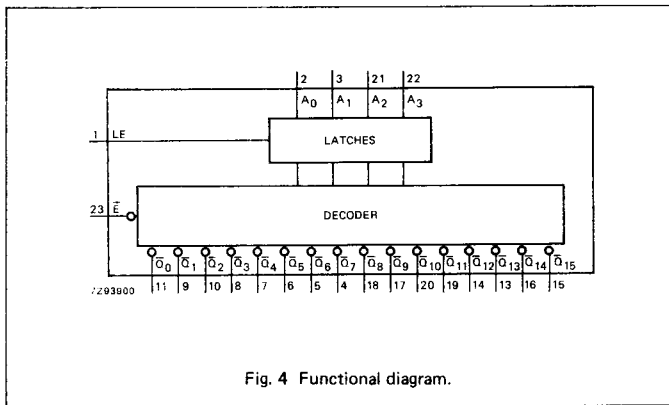 2 3 21 22
A0 A1 A2 A3
1 LE
LATCHES
23 E̅
DECODER
Q̅0 Q̅1 Q̅2 Q̅3 Q̅4 Q̅5 Q̅6 Q̅7 Q̅8 Q̅9 Q̅10 Q̅11 Q̅12 Q̅13 Q̅14 Q̅15
7Z93900
11 9 10 8 7 6 5 4 18 17 20 19 14 13 16 15
Fig. 4 Functional diagram.